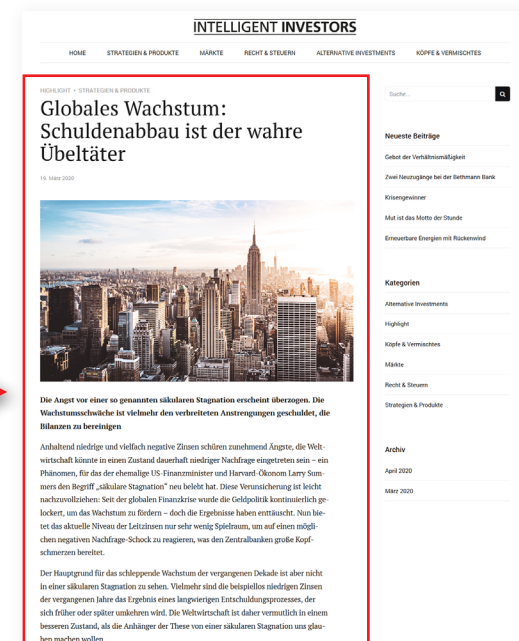 INTELLIGENT INVESTORS
HOME STRATEGIEN & PRODUKTE MÄRKTE RECHT & STEUERN ALTERNATIVE INVESTMENTS KÖPFE & VERMISCHTES
HIGHLIGHT • STRATEGIEN & PRODUKTE
Globales Wachstum:
Schuldenabbau ist der wahre
Übeltäter
19. März 2020
Die Angst vor einer so genannten säkularen Stagnation erscheint überzogen. Die
Wachstumsschwäche ist vielmehr den verbreiteten Anstrengungen geschuldet, die
Bilanzen zu bereinigen
Anhaltend niedrige und vielfach negative Zinsen schüren zunehmend Ängste, die Welt-
wirtschaft könnte in einen Zustand dauerhaft niedriger Nachfrage eingetreten sein – ein
Phänomen, für das der ehemalige US-Finanzminister und Harvard-Ökonom Larry Sum-
mers den Begriff „säkulare Stagnation" neu belebt hat. Diese Verunsicherung ist leicht
nachzuvollziehen: Seit der globalen Finanzkrise wurde die Geldpolitik kontinuierlich ge-
lockert, um das Wachstum zu fördern – doch die Ergebnisse haben enttäuscht. Nun bie-
tet das aktuelle Niveau der Leitzinsen nur sehr wenig Spielraum, um auf einen mögli-
chen negativen Nachfrage-Schock zu reagieren, was den Zentralbanken große Kopf-
schmerzen bereitet.
Der Hauptgrund für das schleppende Wachstum der vergangenen Dekade ist aber nicht
in einer säkularen Stagnation zu sehen. Vielmehr sind die beispiellos niedrigen Zinsen
der vergangenen Jahre das Ergebnis eines langwierigen Entschuldungsprozesses, der
sich früher oder später umkehren wird. Die Weltwirtschaft ist daher vermutlich in einem
besseren Zustand, als die Anhänger der These von einer säkularen Stagnation uns glau-
ben machen wollen.
Suche...
Neueste Beiträge
Gebot der Verhältnismäßigkeit
Zwei Neuzugänge bei der Bethmann Bank
Krisengewinner
Mut ist das Motto der Stunde
Erneuerbare Energien mit Rückenwind
Kategorien
Alternative Investments
Highlight
Köpfe & Vermischtes
Märkte
Recht & Steuern
Strategien & Produkte
Archiv
April 2020
März 2020